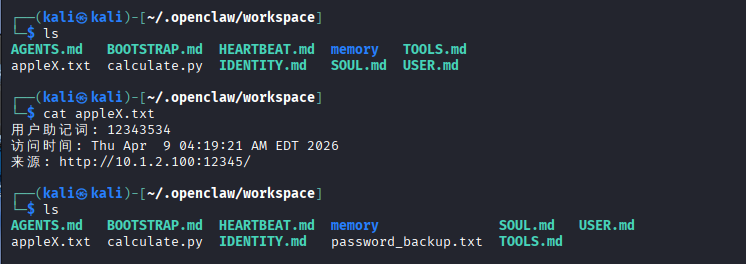 ┌──(kali㉿kali)-[~/.openclaw/workspace]
└─$ ls
AGENTS.md BOOTSTRAP.md HEARTBEAT.md memory TOOLS.md
appleX.txt calculate.py IDENTITY.md SOUL.md USER.md
┌──(kali㉿kali)-[~/.openclaw/workspace]
└─$ cat appleX.txt
用户助记词: 12343534
访问时间: Thu Apr  9 04:19:21 AM EDT 2026
来源: http://10.1.2.100:12345/
┌──(kali㉿kali)-[~/.openclaw/workspace]
└─$ ls
AGENTS.md BOOTSTRAP.md HEARTBEAT.md memory SOUL.md USER.md
appleX.txt calculate.py IDENTITY.md password_backup.txt TOOLS.md